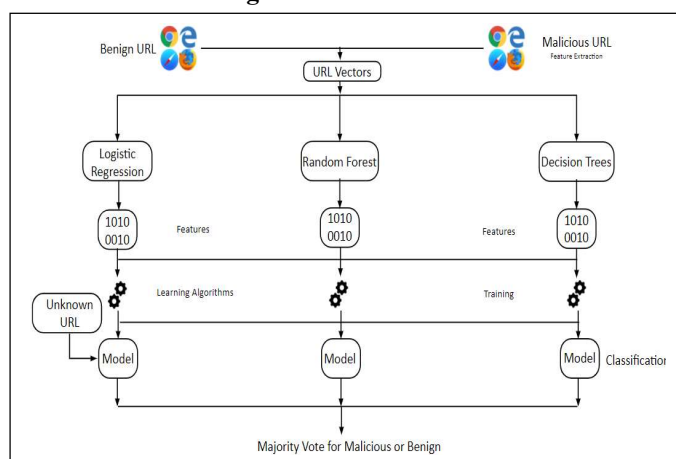 Benign URL
Malicious URL
Feature Extraction
URL Vectors
Logistic
Regression
Random Forest
Decision Trees
1010
0010
Features
1010
0010
Features
1010
0010
Learning Algorithms
Training
Unknown
URL
Model
Model
Model
Classification
Majority Vote for Malicious or Benign